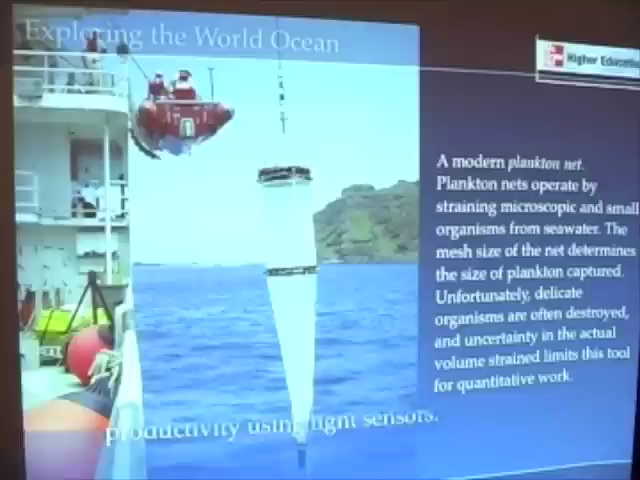 Exploring the World Ocean
Higher Educatio
A modern plankton net.
Plankton nets operate by
straining microscopic and small
organisms from seawater. The
mesh size of the net determines
the size of plankton captured.
Unfortunately, delicate
organisms are often destroyed,
and uncertainty in the actual
volume strained limits this tool
for quantitative work.
productivity using light sensors.